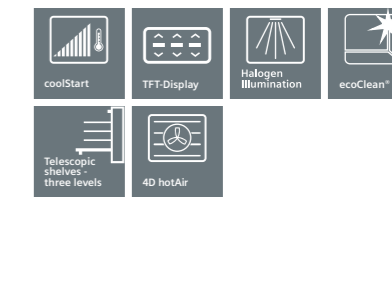 coolStart
TFT-Display
Halogen
Illumination
ecoClean®
Telescopic
shelves -
three levels
4D hotAir